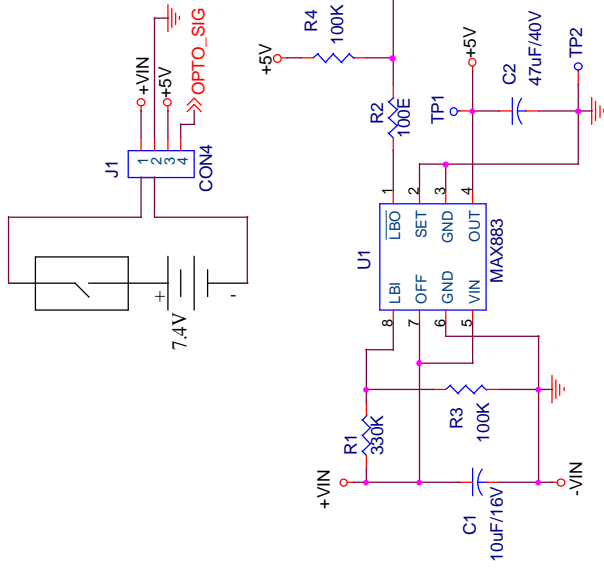 J1
+VIN
1
2
+5V
3
4
OPTO_SIG
CON4
+
7.4V
-
+5V
R4
100K
R2
100E
U1
8
LBI
LBO
1
7
OFF
SET
2
6
GND
GND
3
5
VIN
OUT
4
MAX883
TP1
+5V
C2
47uF/40V
TP2
+VIN
R1
330K
R3
100K
C1
10uF/16V
-VIN